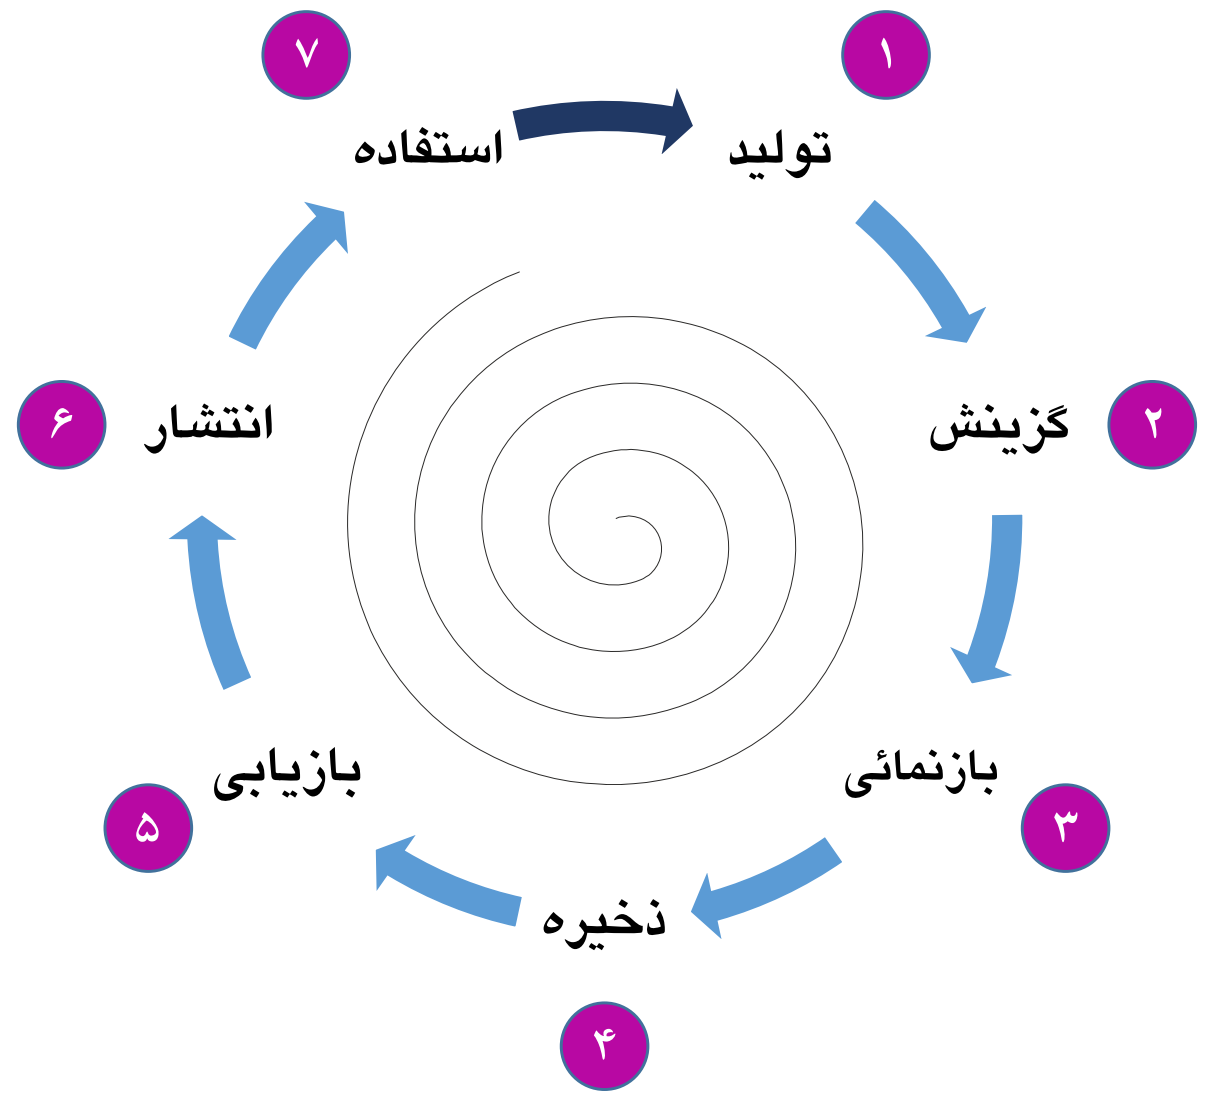 ۱
تولید
۲
گزینش
۳
بازنمائی
۴
ذخیره
۵
بازیابی
۶
انتشار
۷
استفاده